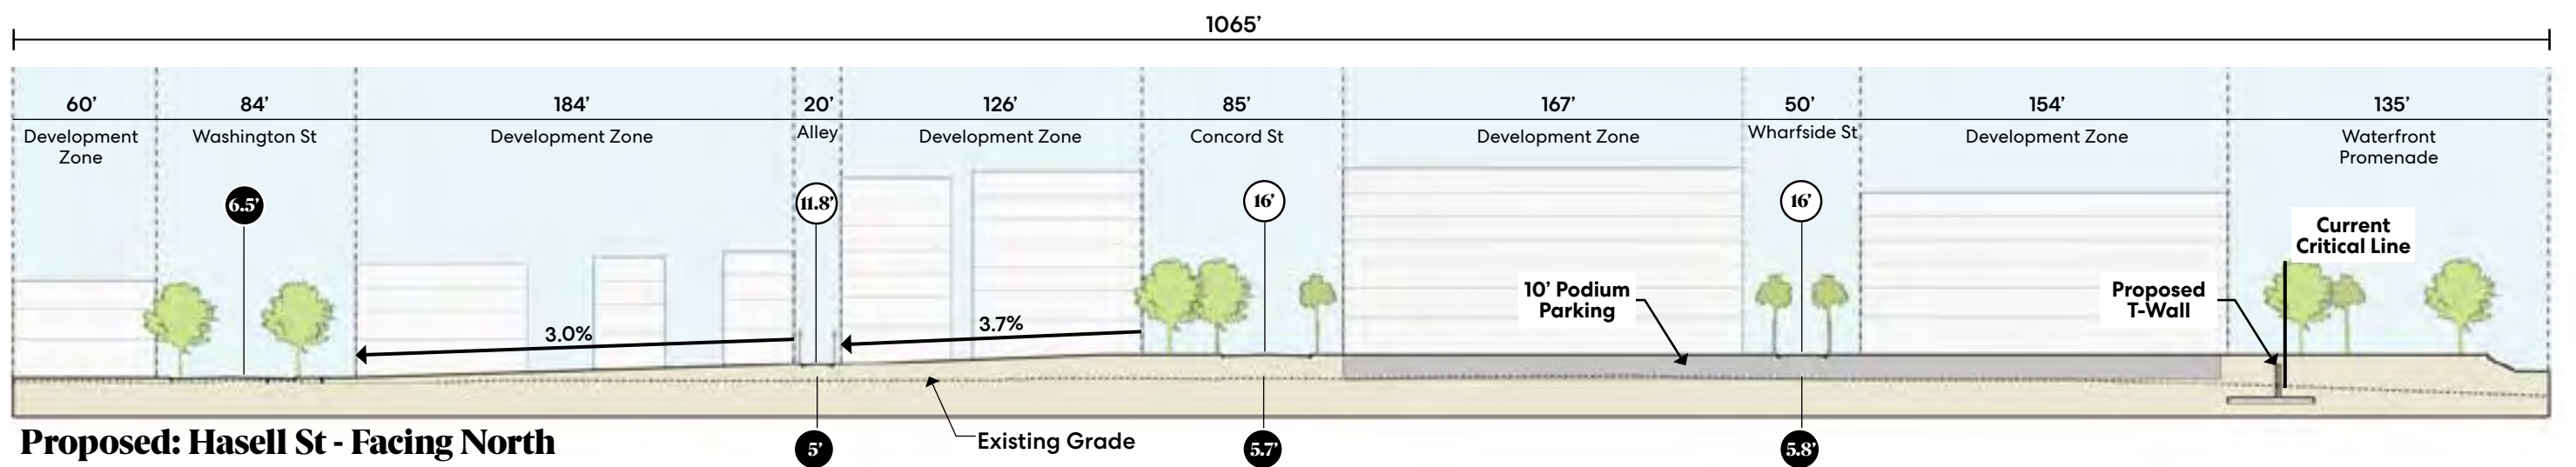 1065’
60’
84’
184’
20’
126’
85’
167’
50’
154’
135’
Development
Zone
Washington St
Development Zone
Alley
Development Zone
Concord St
Development Zone
Wharfside St
Development Zone
Waterfront
Promenade
6.5’
11.8’
16’
16’
Current
Critical Line
10’ Podium
Parking
Proposed
T-Wall
3.0%
3.7%
Existing Grade
5’
5.7’
5.8’
Proposed: Hasell St - Facing North